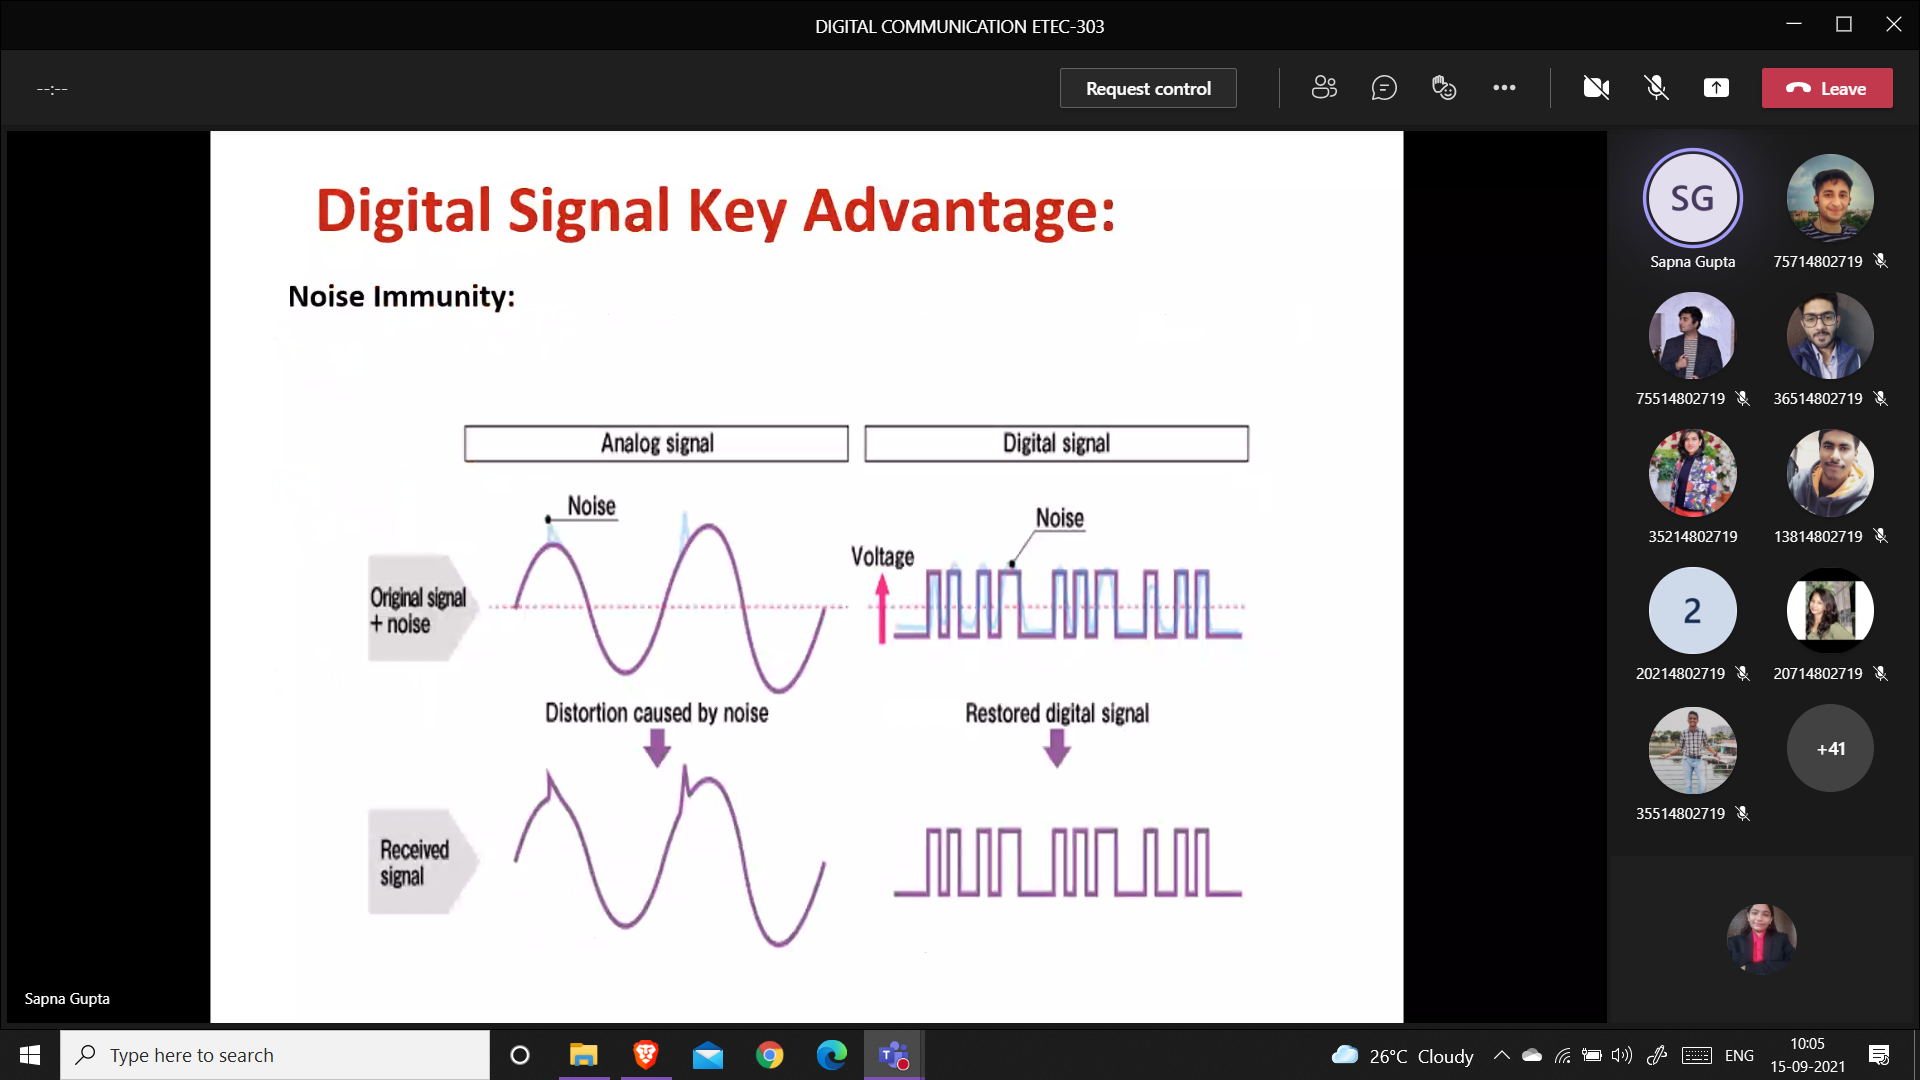 DIGITAL COMMUNICATION ETEC-303
--:--
Request control
Leave
Digital Signal Key Advantage:
Noise Immunity:
Analog signal
Digital signal
Noise
Noise
Voltage
Original signal
+ noise
Distortion caused by noise
Restored digital signal
Received
signal
Sapna Gupta
SG
Sapna Gupta
75714802719
75514802719
36514802719
35214802719
13814802719
2
20214802719
20714802719
35514802719
+41
Type here to search
26°C Cloudy
ENG
10:05
15-09-2021